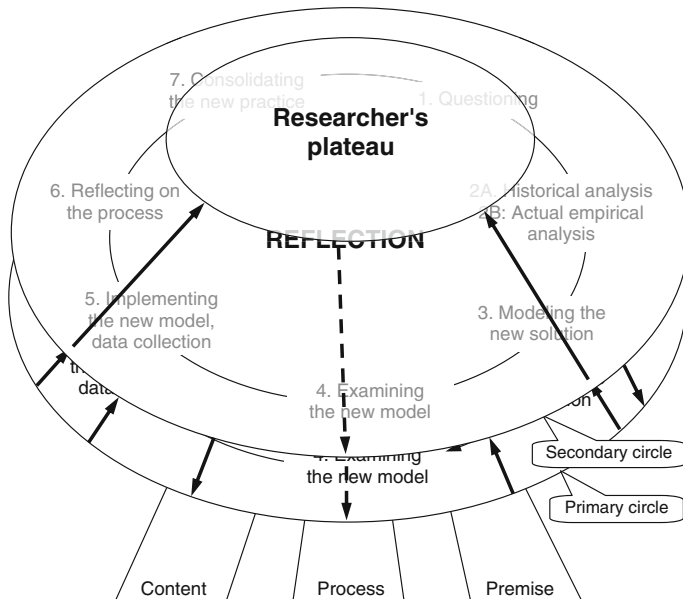 7. Consolidating
the new practice
1. Questioning
Researcher's
plateau
6. Reflecting on
the process
2A. Historical analysis
2B: Actual empirical
analysis
REFLECTION
5. Implementing
the new model,
data collection
3. Modeling the
new solution
4. Examining
the new model
data
4. Examining
the new model
Secondary circle
Primary circle
Content
Process
Premise